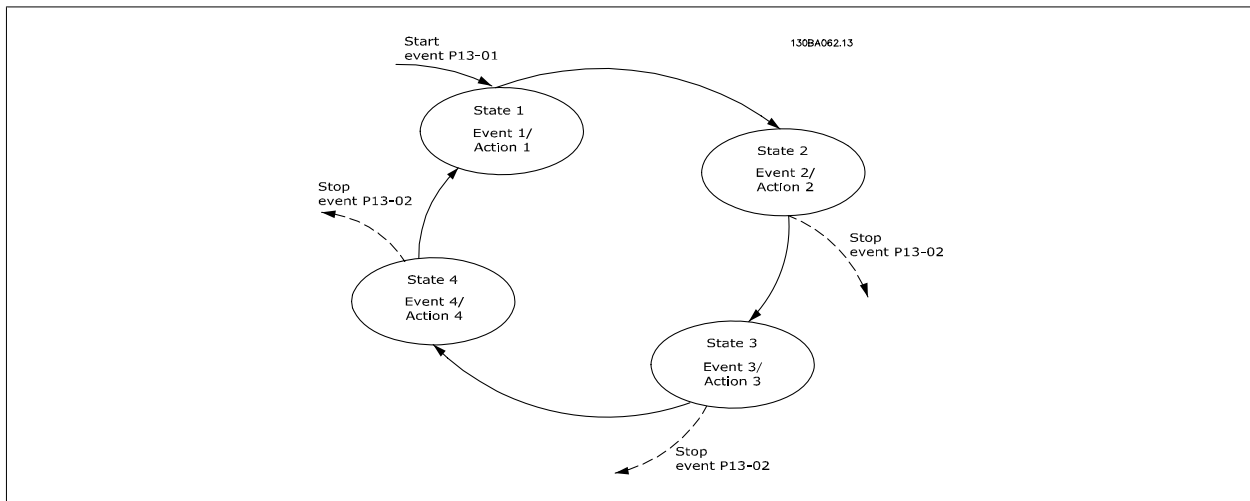 Start
event P13-01
130BA062.13
State 1
Event 1/
Action 1
State 2
Event 2/
Action 2
Stop
event P13-02
Stop
event P13-02
State 4
Event 4/
Action 4
State 3
Event 3/
Action 3
Stop
event P13-02